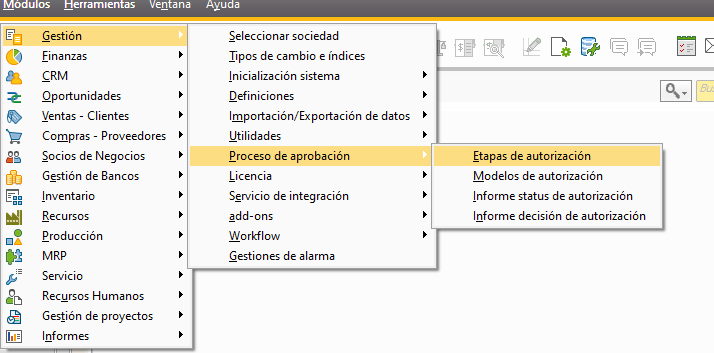 Módulos Herramientas Ventana Ayuda
Gestión
Finanzas
CRM
Oportunidades
Ventas - Clientes
Compras - Proveedores
Socios de Negocios
Gestión de Bancos
Inventario
Recursos
Producción
MRP
Servicio
Recursos Humanos
Gestión de proyectos
Informes
Seleccionar sociedad
Tipos de cambio e índices
Inicialización sistema
Definiciones
Importación/Exportación de datos
Utilidades
Proceso de aprobación
Licencia
Servicio de integración
add-ons
Workflow
Gestiones de alarma
Etapas de autorización
Modelos de autorización
Informe status de autorización
Informe decisión de autorización